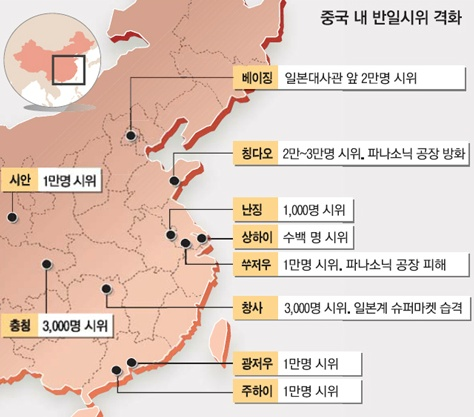 중국 내 반일시위 격화
베이징 일본대사관 앞 2만명 시위
칭다오 2만~3만명 시위. 파나소닉 공장 방화
시안 1만명 시위
난징 1,000명 시위
상하이 수백 명 시위
쑤저우 1만명 시위. 파나소닉 공장 피해
창사 3,000명 시위. 일본계 슈퍼마켓 습격
충칭 3,000명 시위
광저우 1만명 시위
주하이 1만명 시위